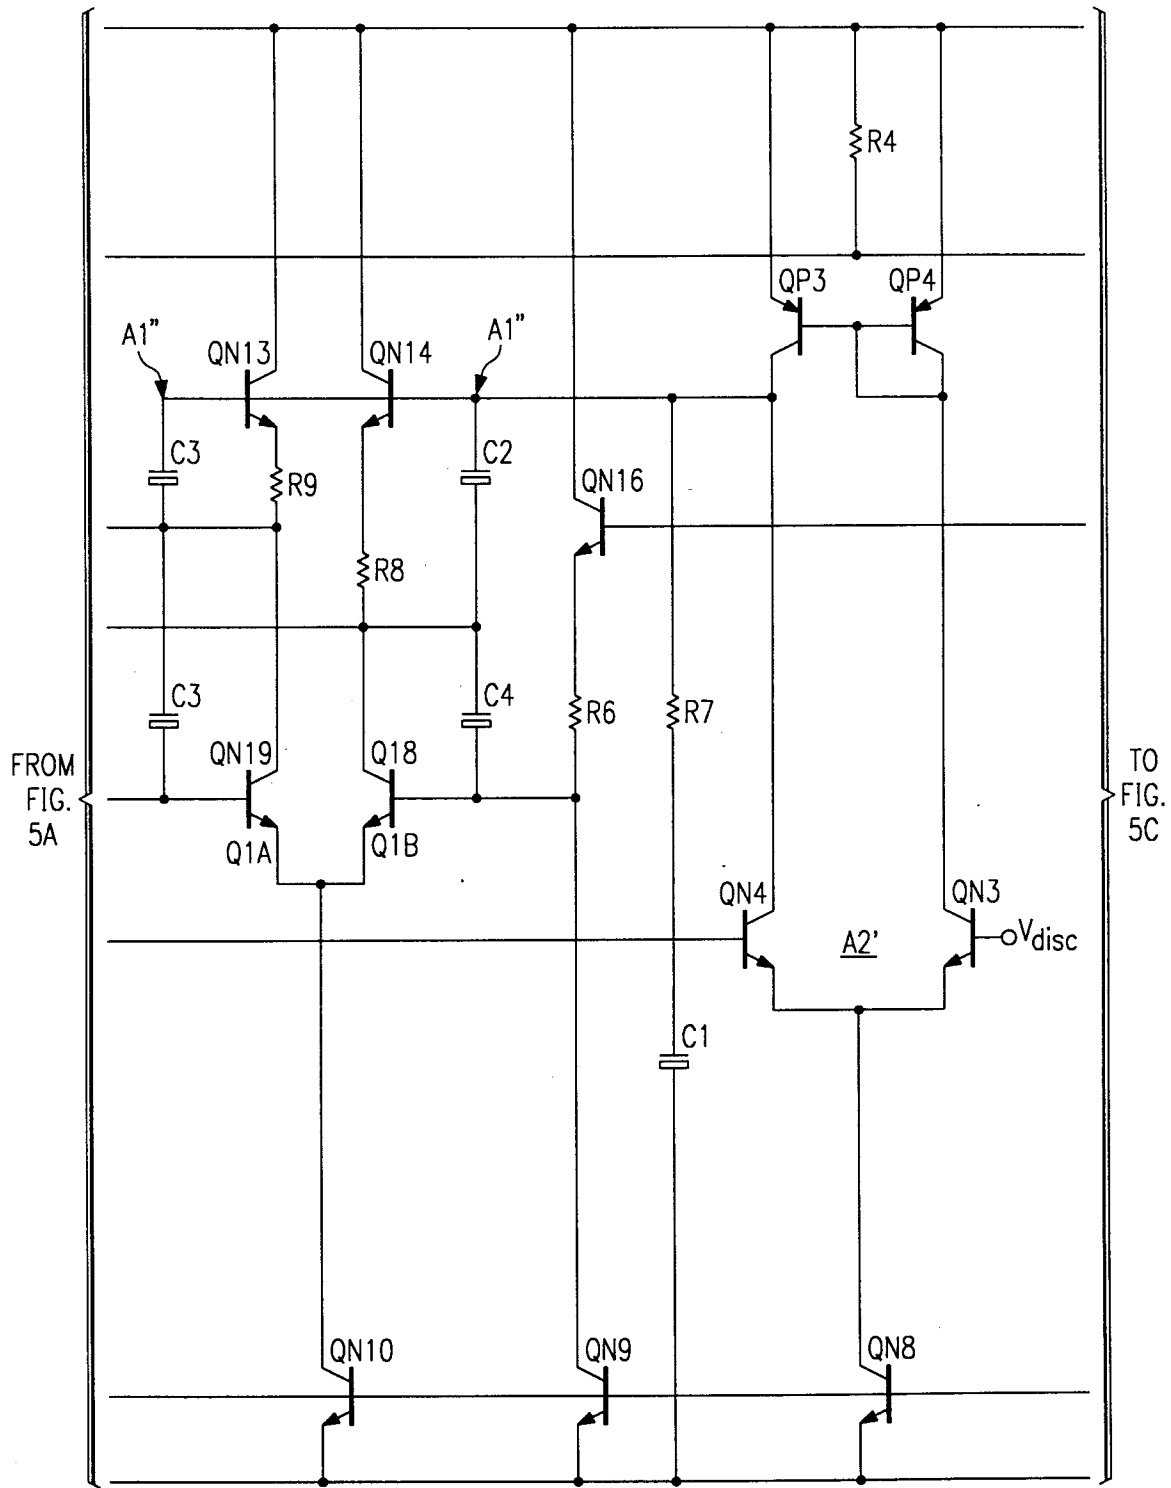 R4
QP3
QP4
A1"
QN13
QN14
A1"
C3
R9
C2
QN16
R8
C3
C4
R6
R7
QN19
Q18
FROM
FIG.
5A
TO
FIG.
5C
Q1A
Q1B
QN4
QN3
A2'
Vdisc
C1
QN10
QN9
QN8